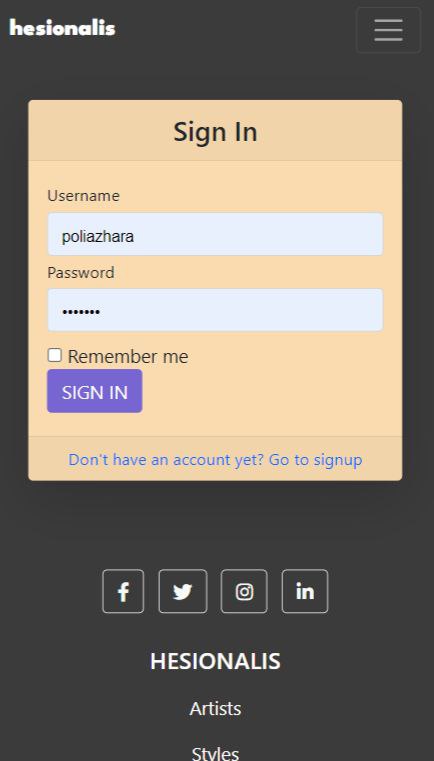 hesionalis
Sign In
Username
poliazhara
Password
•••••••
Remember me
SIGN IN
Don't have an account yet? Go to signup
HESIONALIS
Artists
Styles